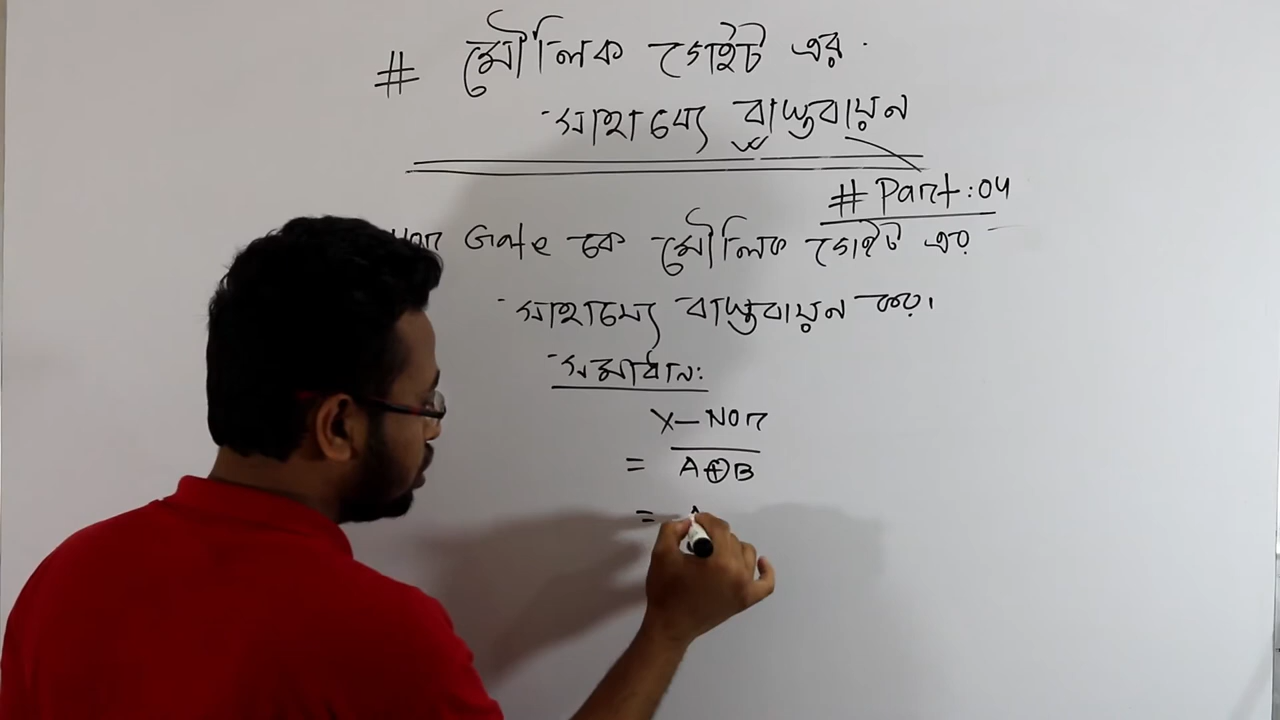 # মৌলিক গেইট এর
সাহায্যে বাস্তবায়ন
# Part:04
Gate কে মৌলিক গেইট এর
সাহায্যে বাস্তবায়ন কর।
সমাধান:
X-NOR
= A⊕B
=